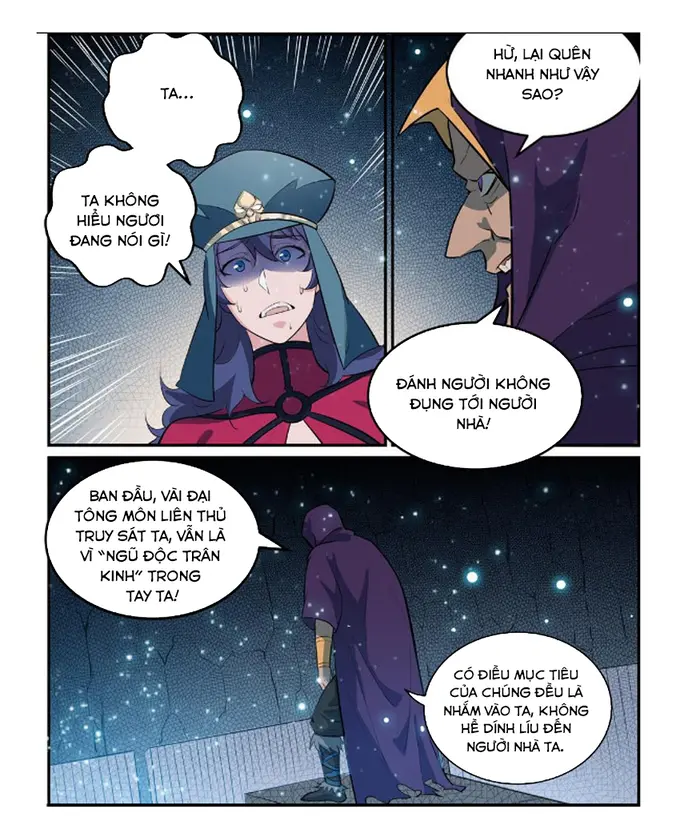 TA...
TA KHÔNG
HIỂU NGƯƠI
ĐANG NÓI GÌ!
HỪ, LẠI QUÊN
NHANH NHƯ VẬY
SAO?
ĐÁNH NGƯỜI KHÔNG
ĐỤNG TỚI NGƯỜI
NHÀ!
BAN ĐẦU, VÀI ĐẠI
TÔNG MÔN LIÊN THỦ
TRUY SÁT TA, VẪN LÀ
VÌ "NGŨ ĐỘC TRÂN
KINH" TRONG
TAY TA!
CÓ ĐIỀU MỤC TIÊU
CỦA CHÚNG ĐỀU LÀ
NHẮM VÀO TA, KHÔNG
HỀ DÍNH LÍU ĐẾN
NGƯỜI NHÀ TA.